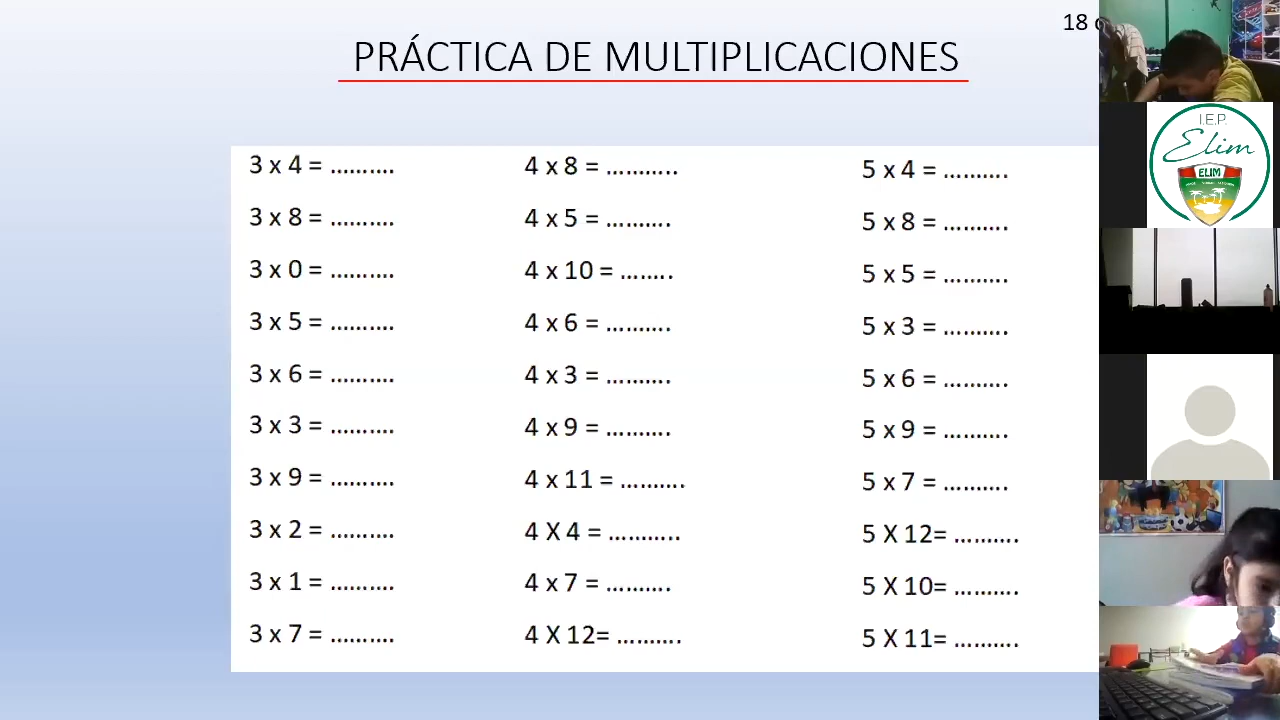 18
PRÁCTICA DE MULTIPLICACIONES
3 x 4 = ……….
3 x 8 = ……….
3 x 0 = ……….
3 x 5 = ……….
3 x 6 = ……….
3 x 3 = ……….
3 x 9 = ……….
3 x 2 = ……….
3 x 1 = ……….
3 x 7 = ……….
4 x 8 = ………..
4 x 5 = ……….
4 x 10 = ……..
4 x 6 = ……….
4 x 3 = ……….
4 x 9 = ……….
4 x 11 = ……….
4 X 4 = ………..
4 x 7 = ……….
4 X 12= ……….
5 x 4 = ……….
5 x 8 = ……….
5 x 5 = ……….
5 x 3 = ……….
5 x 6 = ……….
5 x 9 = ……….
5 x 7 = ……….
5 X 12= ……….
5 X 10= ……….
5 X 11= ……….
I.E.P.
Elim
ELIM